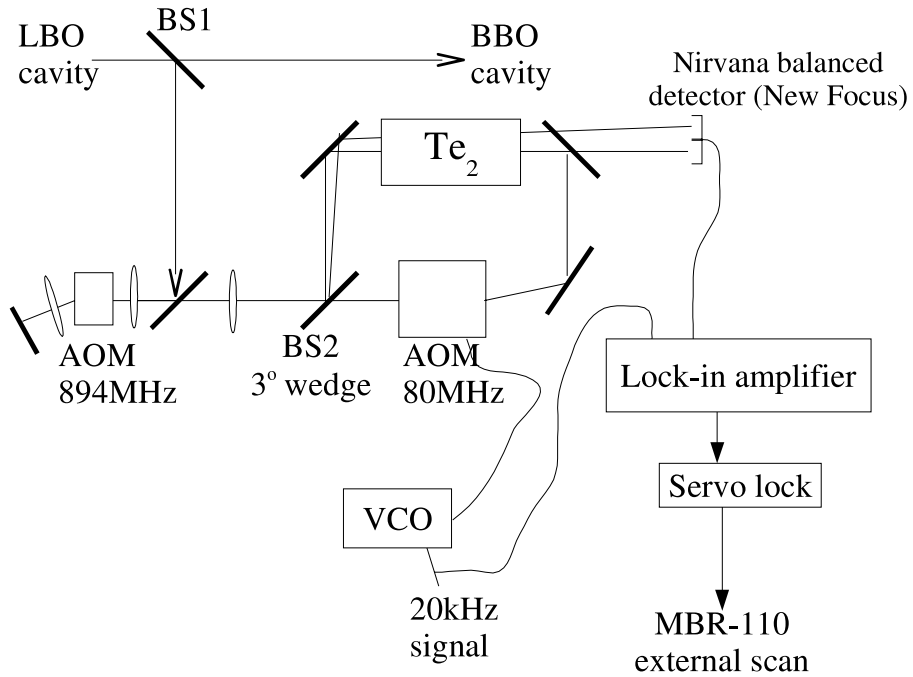 BS1
LBO
cavity
BBO
cavity
Nirvana balanced
detector (New Focus)
Te2
BS2
3° wedge
AOM
894MHz
AOM
80MHz
Lock-in amplifier
Servo lock
VCO
20kHz
signal
MBR-110
external scan